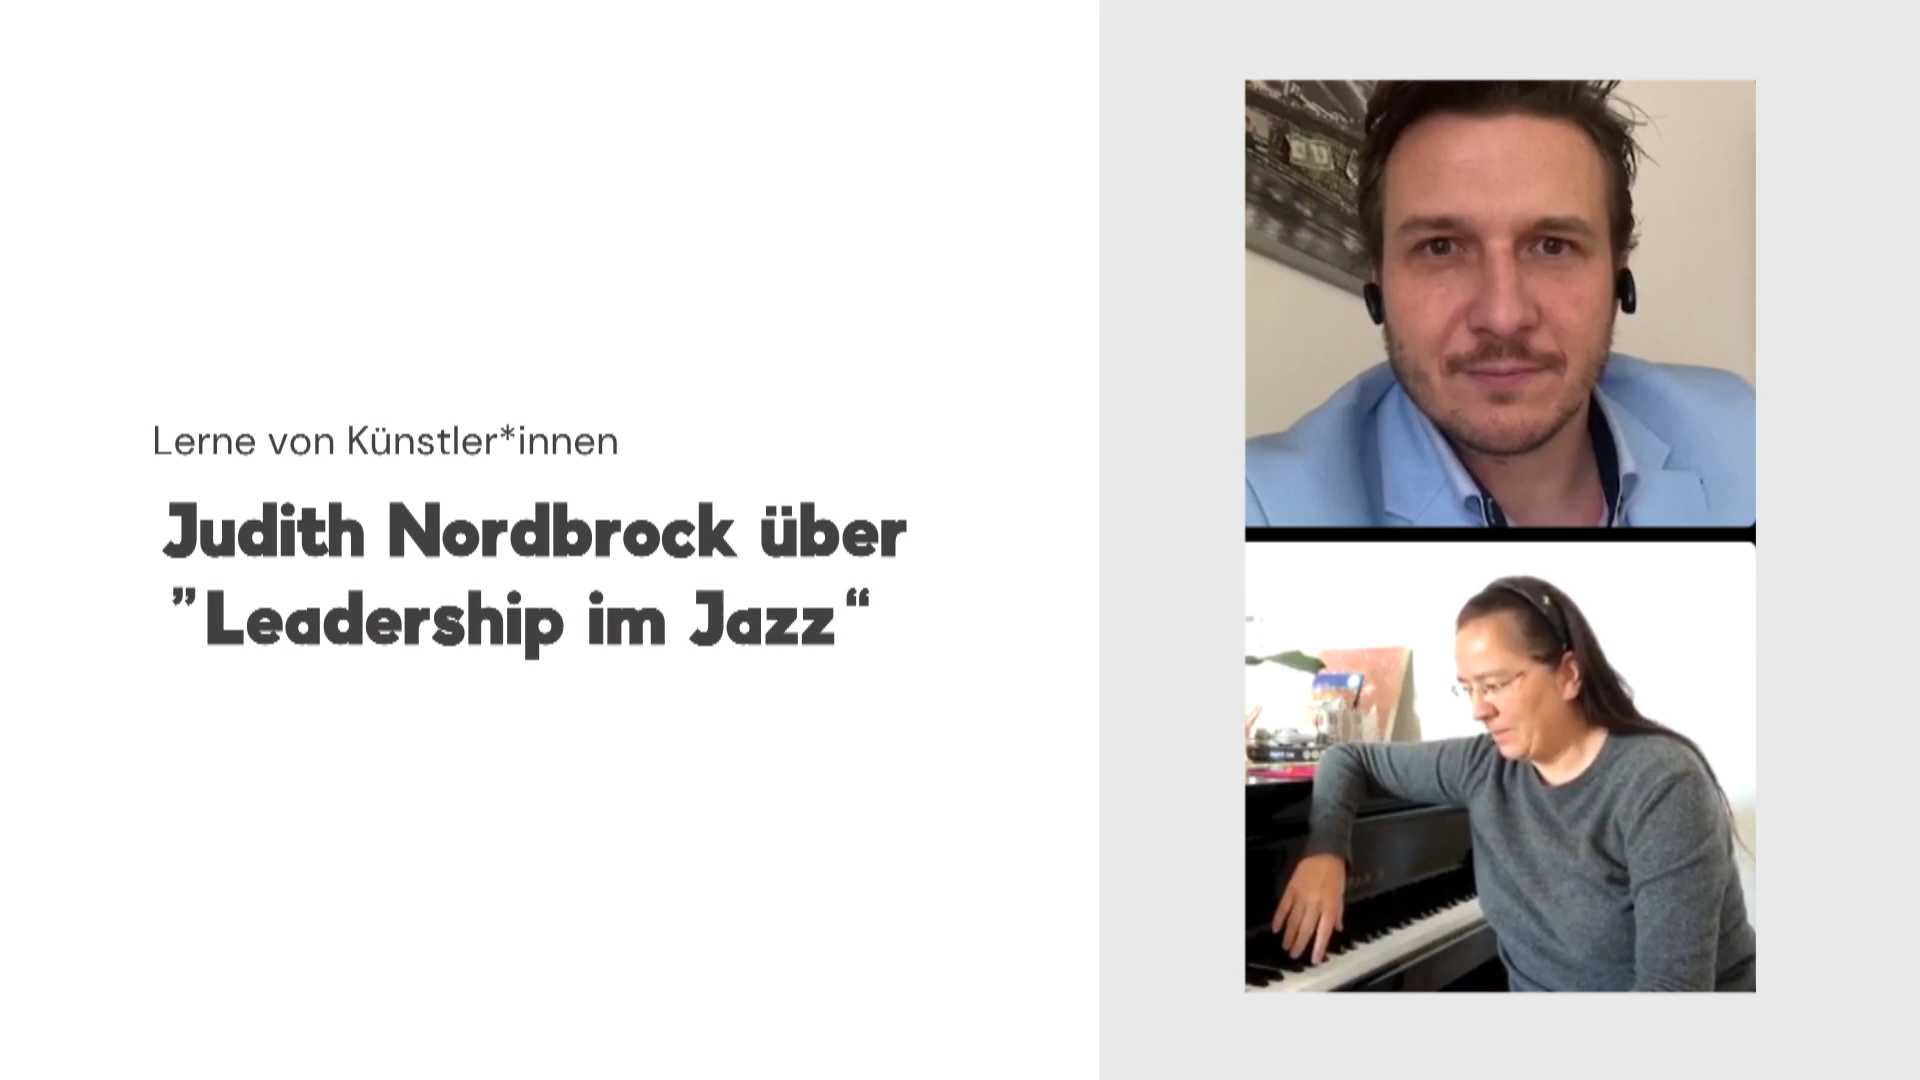 Lerne von Künstler*innen
Judith Nordbrock über
”Leadership im Jazz“